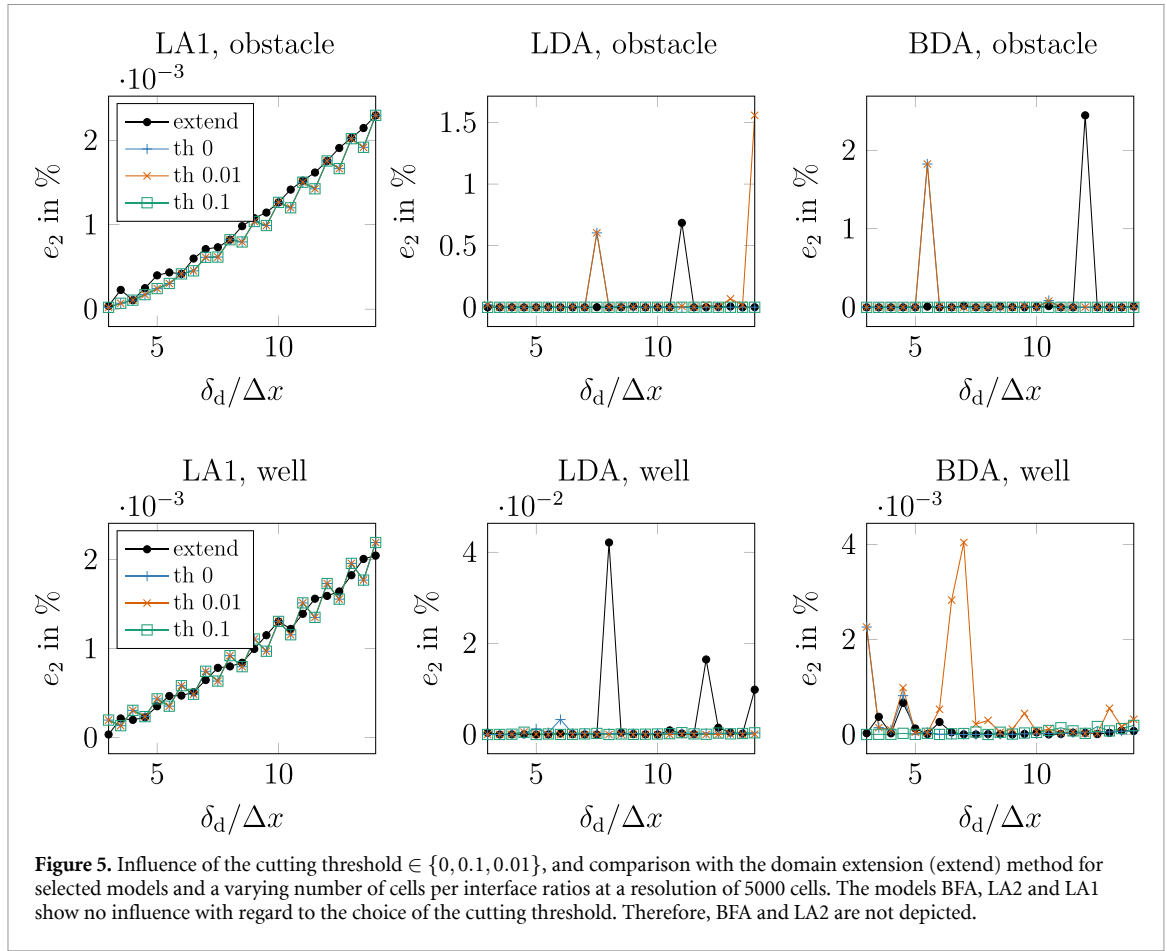 LA1, obstacle
LDA, obstacle
BDA, obstacle
·10⁻³
extend
th 0
th 0.01
th 0.1
e₂ in %
2
1
0
5
10
δ_d/Δx
e₂ in %
1.5
1
0.5
0
5
10
δ_d/Δx
e₂ in %
2
1
0
5
10
δ_d/Δx
LA1, well
LDA, well
BDA, well
·10⁻³
extend
th 0
th 0.01
th 0.1
e₂ in %
2
1
0
5
10
δ_d/Δx
·10⁻²
e₂ in %
4
2
0
5
10
δ_d/Δx
·10⁻³
e₂ in %
4
2
0
5
10
δ_d/Δx
Figure 5. Influence of the cutting threshold ∈ {0, 0.1, 0.01}, and comparison with the domain extension (extend) method for
selected models and a varying number of cells per interface ratios at a resolution of 5000 cells. The models BFA, LA2 and LA1
show no influence with regard to the choice of the cutting threshold. Therefore, BFA and LA2 are not depicted.